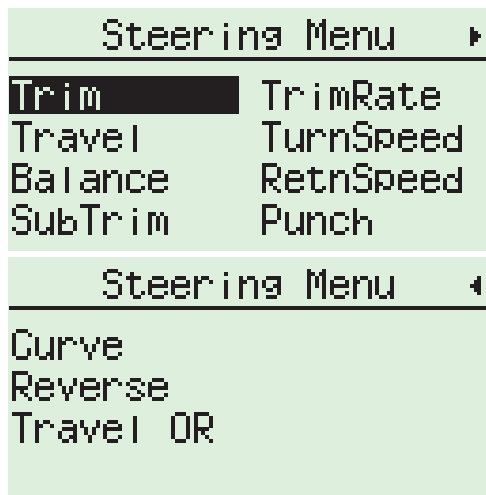 Steering Menu
Trim TrimRate
Travel TurnSpeed
Balance RetnSpeed
SubTrim Punch
Steering Menu
Curve
Reverse
Travel OR